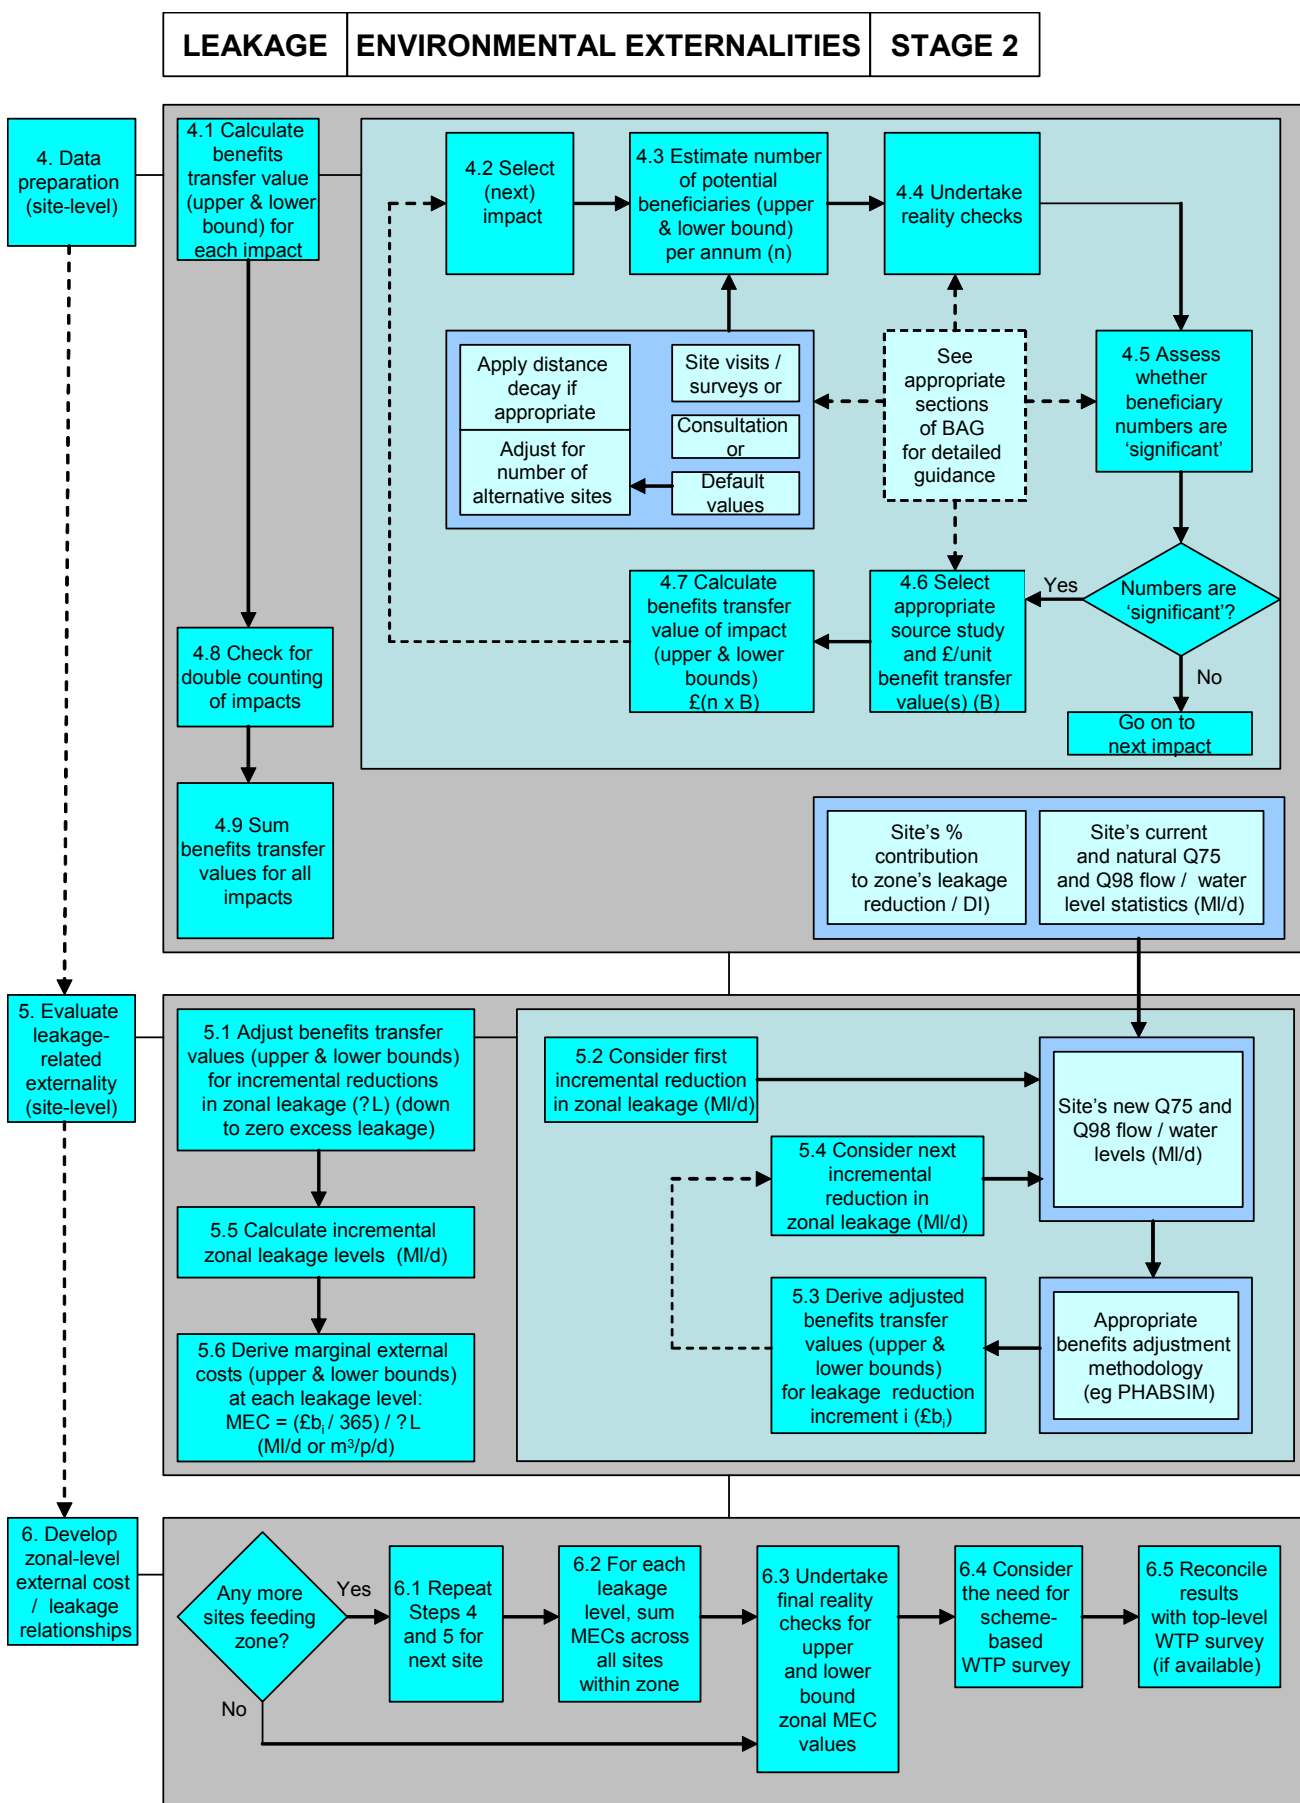 LEAKAGE
ENVIRONMENTAL EXTERNALITIES
STAGE 2
4. Data
preparation
(site-level)
4.1 Calculate
benefits
transfer value
(upper & lower
bound) for
each impact
4.2 Select
(next)
impact
4.3 Estimate number
of potential
beneficiaries (upper
& lower bound)
per annum (n)
4.4 Undertake
reality checks
Apply distance
decay if
appropriate
Adjust for
number of
alternative sites
Site visits /
surveys or
Consultation
or
Default
values
See
appropriate
sections
of BAG
for detailed
guidance
4.5 Assess
whether
beneficiary
numbers are
‘significant’
Numbers are
‘significant’?
Yes
No
Go on to
next impact
4.6 Select
appropriate
source study
and £/unit
benefit transfer
value(s) (B)
4.7 Calculate
benefits transfer
value of impact
(upper & lower
bounds)
£(n x B)
4.8 Check for
double counting
of impacts
4.9 Sum
benefits transfer
values for all
impacts
Site's %
contribution
to zone's leakage
reduction / DI)
Site's current
and natural Q75
and Q98 flow / water
level statistics (Ml/d)
5. Evaluate
leakage-
related
externality
(site-level)
5.1 Adjust benefits transfer
values (upper & lower bounds)
for incremental reductions
in zonal leakage (?L) (down
to zero excess leakage)
5.2 Consider first
incremental reduction
in zonal leakage (Ml/d)
Site's new Q75 and
Q98 flow / water
levels (Ml/d)
5.4 Consider next
incremental
reduction in
zonal leakage (Ml/d)
5.5 Calculate incremental
zonal leakage levels (Ml/d)
5.3 Derive adjusted
benefits transfer
values (upper &
lower bounds)
for leakage reduction
increment i (£bᵢ)
Appropriate
benefits adjustment
methodology
(eg PHABSIM)
5.6 Derive marginal external
costs (upper & lower bounds)
at each leakage level:
MEC = (£bᵢ / 365) / ?L
(Ml/d or m³/p/d)
6. Develop
zonal-level
external cost
/ leakage
relationships
Any more
sites feeding
zone?
Yes
No
6.1 Repeat
Steps 4
and 5 for
next site
6.2 For each
leakage
level, sum
MECs across
all sites
within zone
6.3 Undertake
final reality
checks for
upper
and lower
bound
zonal MEC
values
6.4 Consider
the need for
scheme-
based
WTP survey
6.5 Reconcile
results
with top-level
WTP survey
(if available)